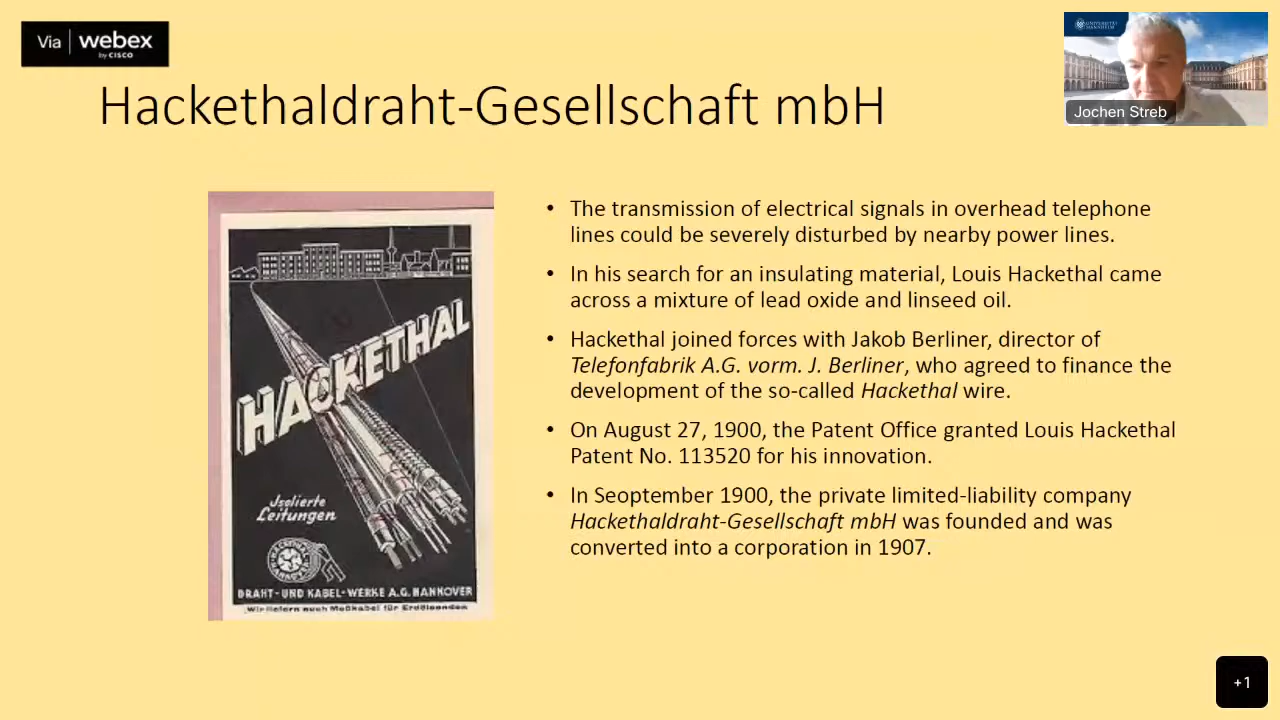 Via | webex
by CISCO
Hackethaldraht-Gesellschaft mbH
UNIVERSITÄT
MANNHEIM
Jochen Streb
HACKETHAL
Isolierte
Leitungen
HACKETHAL
HANNOVER
DRAHT- UND KABEL-WERKE A.G. HANNOVER
Wir liefern auch Meßkabel für Erdölsonden
• The transmission of electrical signals in overhead telephone
lines could be severely disturbed by nearby power lines.
• In his search for an insulating material, Louis Hackethal came
across a mixture of lead oxide and linseed oil.
• Hackethal joined forces with Jakob Berliner, director of
Telefonfabrik A.G. vorm. J. Berliner, who agreed to finance the
development of the so-called Hackethal wire.
• On August 27, 1900, the Patent Office granted Louis Hackethal
Patent No. 113520 for his innovation.
• In Seoptember 1900, the private limited-liability company
Hackethaldraht-Gesellschaft mbH was founded and was
converted into a corporation in 1907.
+1